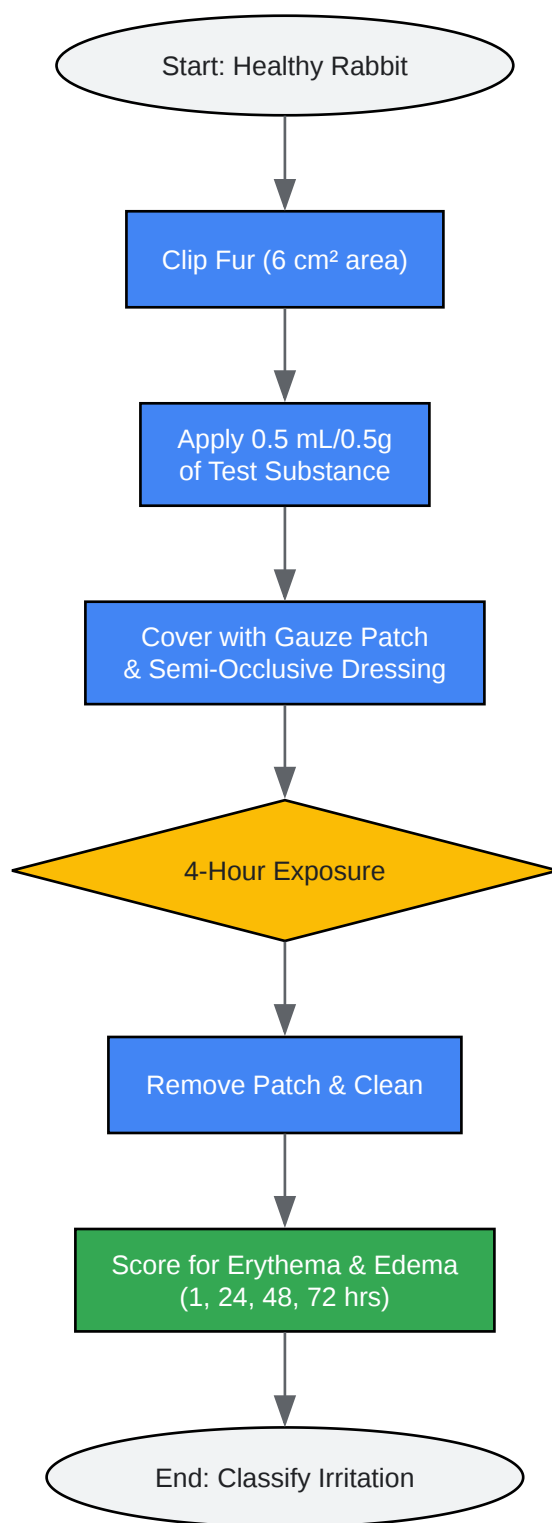 Start: Healthy Rabbit
Clip Fur (6 cm² area)
Apply 0.5 mL/0.5g
of Test Substance
Cover with Gauze Patch
& Semi-Occlusive Dressing
4-Hour Exposure
Remove Patch & Clean
Score for Erythema & Edema
(1, 24, 48, 72 hrs)
End: Classify Irritation